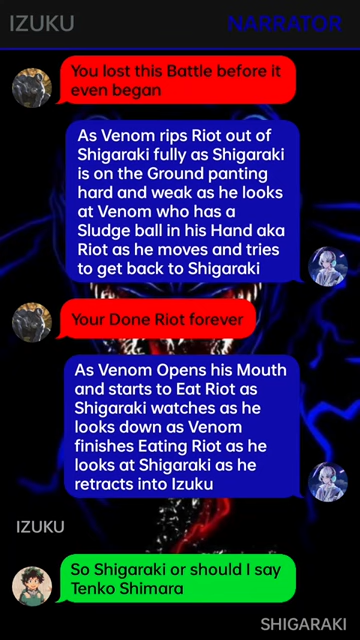 IZUKU
NARRATOR
You lost this Battle before it
even began
As Venom rips Riot out of
Shigaraki fully as Shigaraki
is on the Ground panting
hard and weak as he looks
at Venom who has a
Sludge ball in his Hand aka
Riot as he moves and tries
to get back to Shigaraki
Your Done Riot forever
As Venom Opens his Mouth
and starts to Eat Riot as
Shigaraki watches as he
looks down as Venom
finishes Eating Riot as he
looks at Shigaraki as he
retracts into Izuku
IZUKU
So Shigaraki or should I say
Tenko Shimara
SHIGARAKI